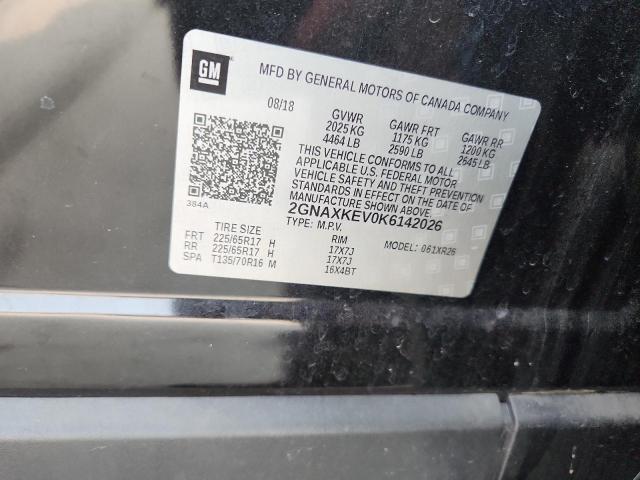 GM
MFD BY GENERAL MOTORS OF CANADA COMPANY
08/18 GVWR GAWR FRT GAWR RR
2025 KG 1175 KG 1200 KG
4464 LB 2590 LB 2645 LB
THIS VEHICLE CONFORMS TO ALL
APPLICABLE U.S. FEDERAL MOTOR
VEHICLE SAFETY AND THEFT PREVENTION
STANDARDS IN EFFECT ON THE DATE OF
MANUFACTURE SHOWN ABOVE.
384A
2GNAXKEV0K6142026
TYPE: M.P.V. MODEL: 061XR26
TIRE SIZE RIM
FRT 225/65R17 H 17X7J
RR 225/65R17 H 17X7J
SPA T135/70R16 M 16X4BT